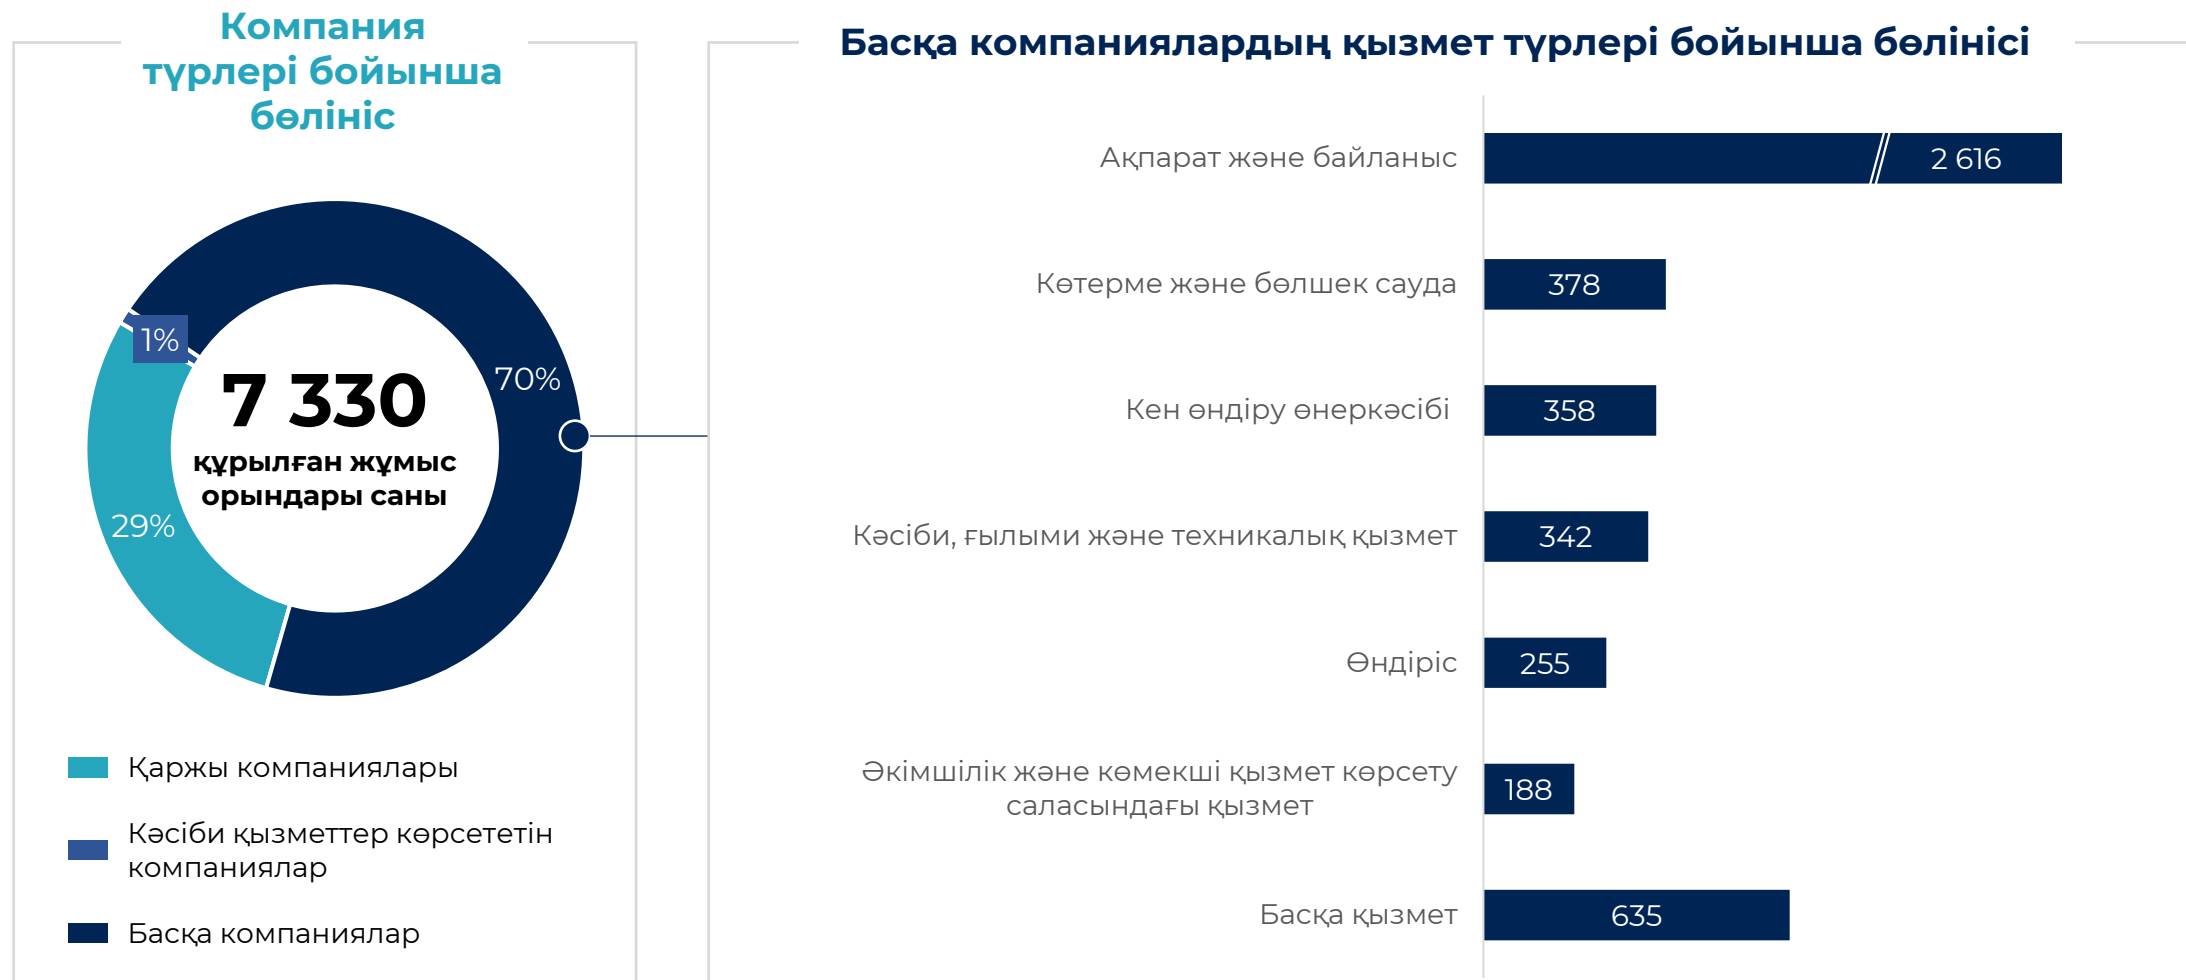 Компания
түрлері бойынша
бөлініс
1%
70%
29%
7 330
құрылған жұмыс
орындары саны
Қаржы компаниялары
Кәсіби қызметтер көрсететін
компаниялар
Басқа компаниялар
Басқа компаниялардың қызмет түрлері бойынша бөлінісі
Ақпарат және байланыс 2 616
Көтерме және бөлшек сауда 378
Кен өндіру өнеркәсібі 358
Кәсіби, ғылыми және техникалық қызмет 342
Өндіріс 255
Әкімшілік және көмекші қызмет көрсету
саласындағы қызмет 188
Басқа қызмет 635